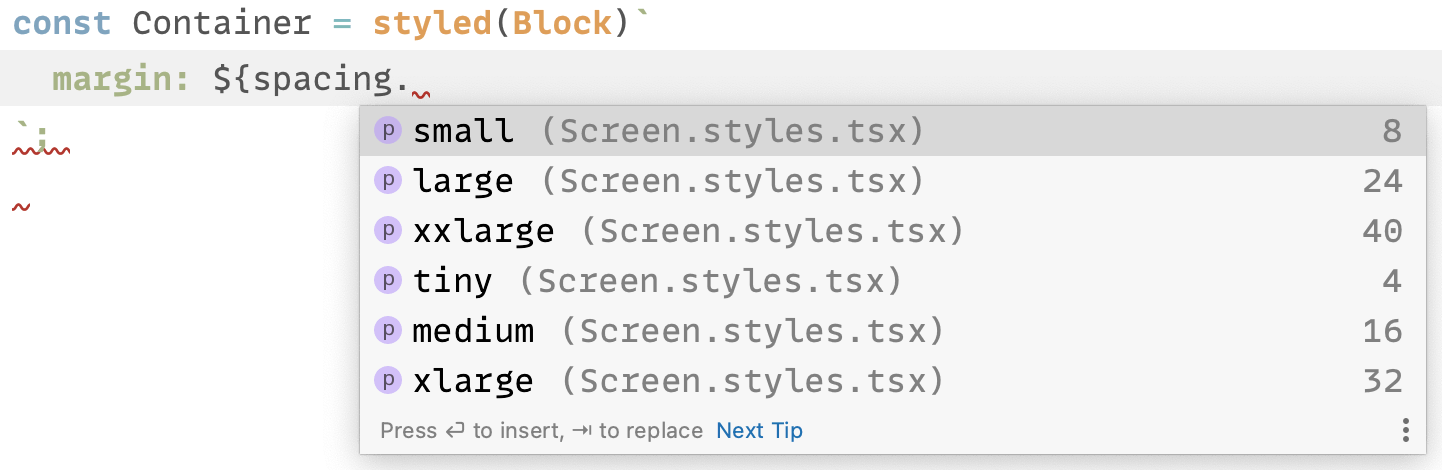 const Container = styled(Block)`
  margin: ${spacing.
`;
p small (Screen.styles.tsx) 8
p large (Screen.styles.tsx) 24
p xxlarge (Screen.styles.tsx) 40
p tiny (Screen.styles.tsx) 4
p medium (Screen.styles.tsx) 16
p xlarge (Screen.styles.tsx) 32
Press ↩ to insert, ⇥ to replace Next Tip